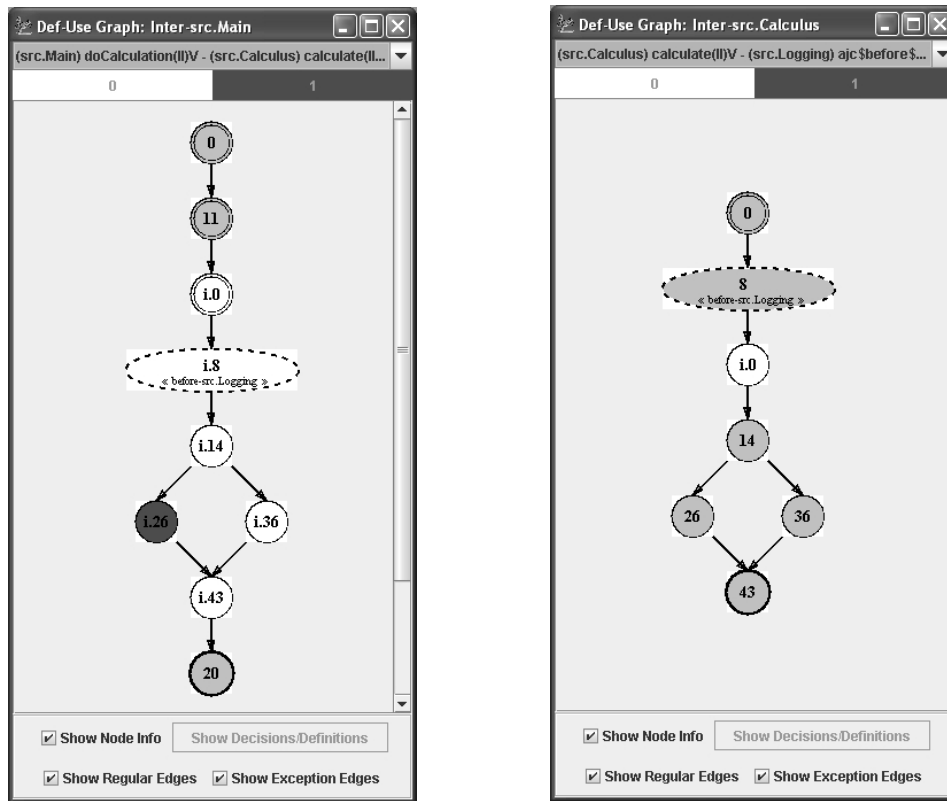 Def-Use Graph: Inter-src.Main
(src.Main) doCalculation(II)V - (src.Calculus) calculate(II...
0 1
0
11
i.0
i.8
« before-src.Logging »
i.14
i.26 i.36
i.43
20
Show Node Info Show Decisions/Definitions
Show Regular Edges Show Exception Edges
Def-Use Graph: Inter-src.Calculus
(src.Calculus) calculate(II)V - (src.Logging) ajc$before$...
0 1
0
8
« before-src.Logging »
i.0
14
26 36
43
Show Node Info Show Decisions/Definitions
Show Regular Edges Show Exception Edges